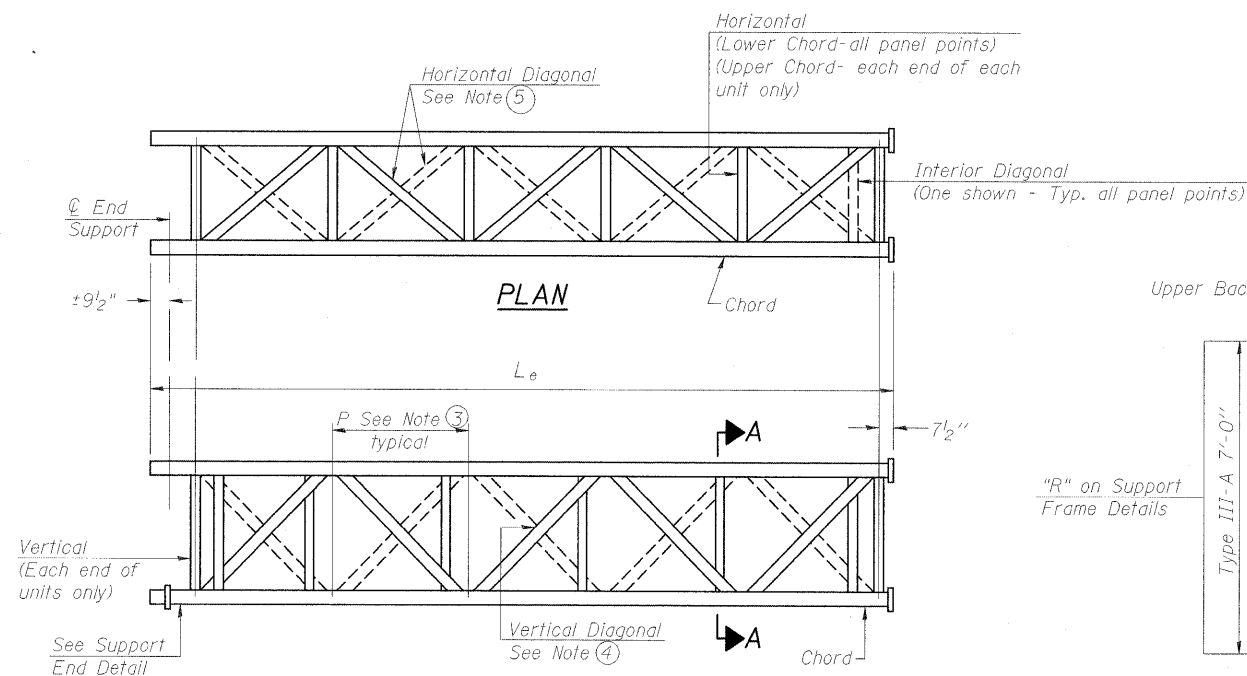 Horizontal
(Lower Chord-all panel points)
(Upper Chord- each end of each
unit only)
Horizontal Diagonal
See Note 5
Interior Diagonal
(One shown - Typ. all panel points)
℄ End
Support
±9½"
PLAN
Chord
Upper Bac
Le
P See Note 3
typical
A
7½"
"R" on Support
Frame Details
Type III-A 7'-0"
Vertical
(Each end of
units only)
Vertical Diagonal
See Note 4
A
Chord
See Support
End Detail